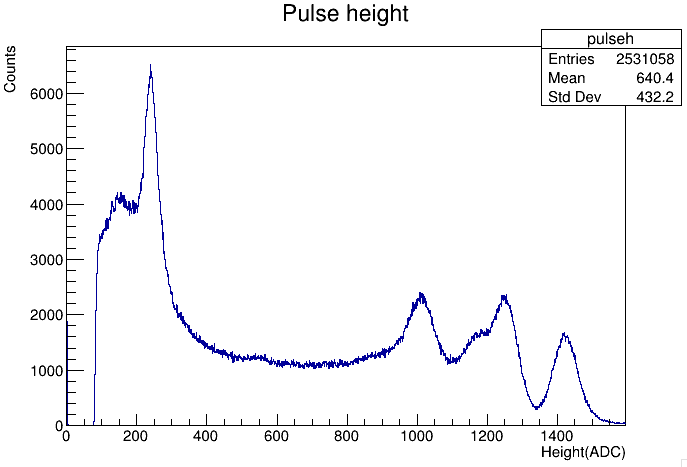 Pulse height
pulseh
Entries 2531058
Mean 640.4
Std Dev 432.2
Counts
6000
5000
4000
3000
2000
1000
0
0 200 400 600 800 1000 1200 1400
Height(ADC)